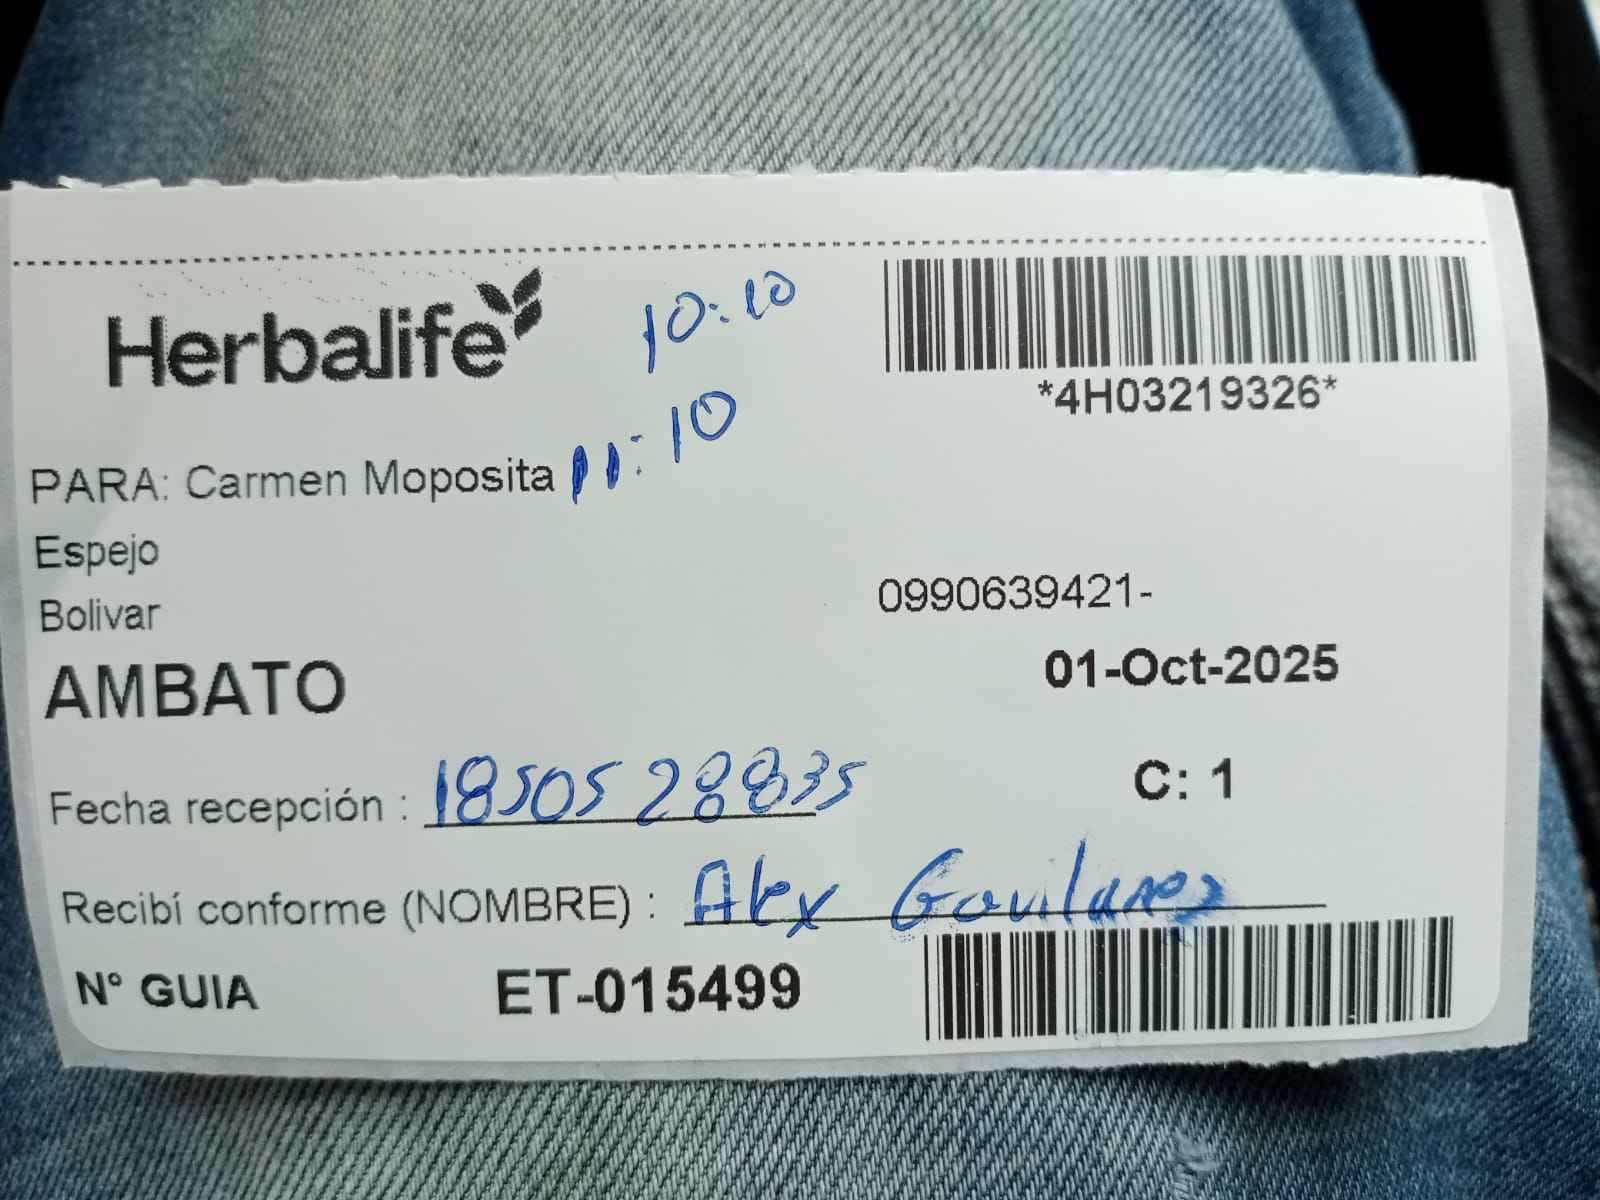 Herbalife
10:10
*4H03219326*
11:10
PARA: Carmen Moposita
Espejo
0990639421-
Bolivar
01-Oct-2025
AMBATO
C: 1
Fecha recepción : 1850528835
Recibí conforme (NOMBRE) : Alex Gavilanes
N° GUIA ET-015499